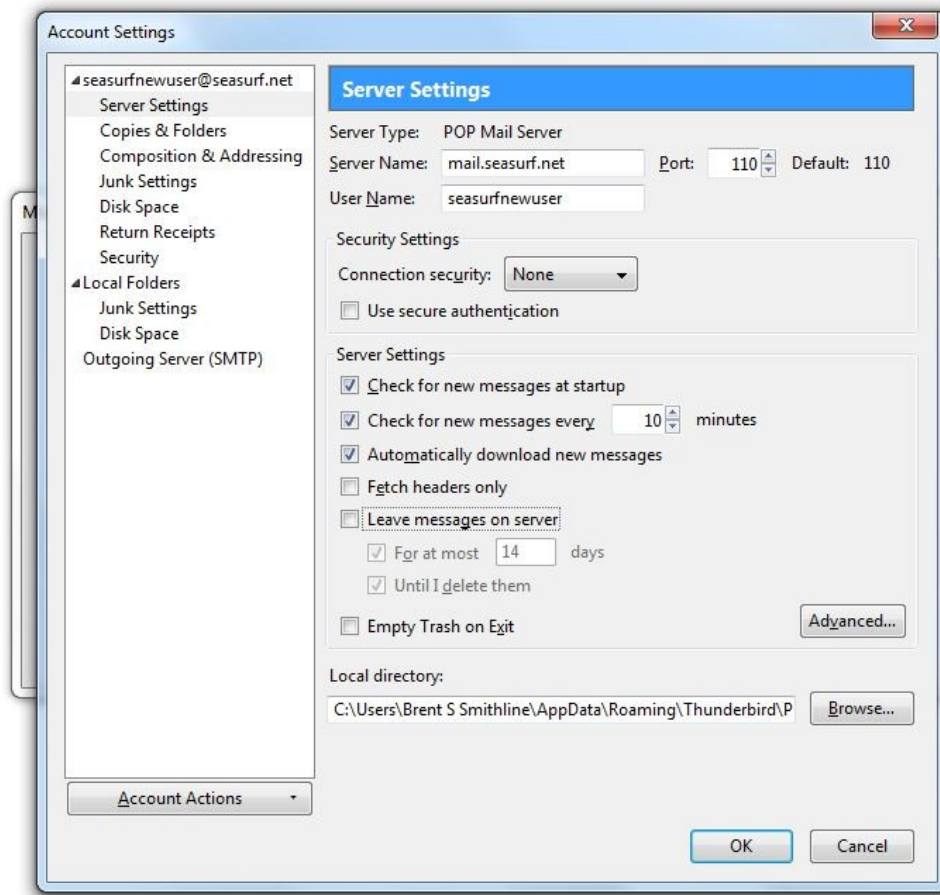 Account Settings
seasurfnewuser@seasurf.net
Server Settings
Copies & Folders
Composition & Addressing
Junk Settings
Disk Space
Return Receipts
Security
Local Folders
Junk Settings
Disk Space
Outgoing Server (SMTP)
Account Actions
M
Server Settings
Server Type: POP Mail Server
Server Name: mail.seasurf.net Port: 110 Default: 110
User Name: seasurfnewuser
Security Settings
Connection security: None
Use secure authentication
Server Settings
Check for new messages at startup
Check for new messages every 10 minutes
Automatically download new messages
Fetch headers only
Leave messages on server
For at most 14 days
Until I delete them
Empty Trash on Exit Advanced...
Local directory:
C:\Users\Brent S Smithline\AppData\Roaming\Thunderbird\P Browse...
OK Cancel